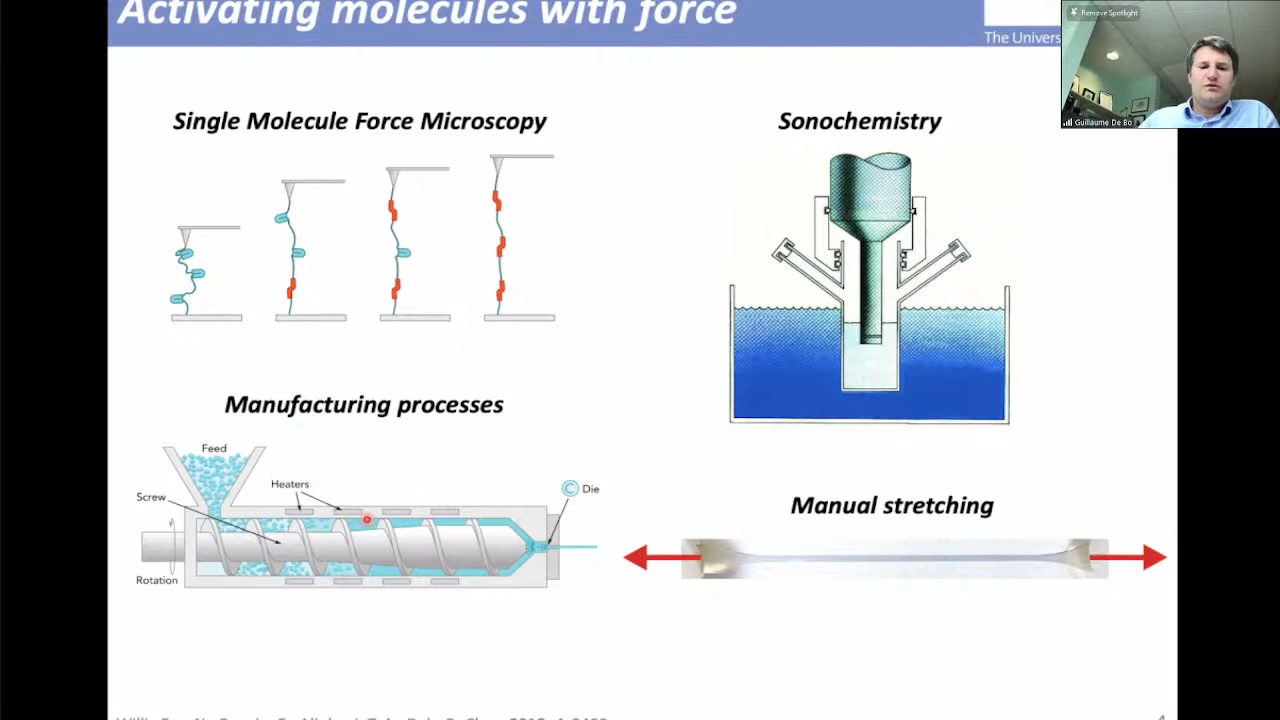 Activating molecules with force
The Univers
Remove Spotlight
Guillaume De Bo
Single Molecule Force Microscopy
Sonochemistry
Manufacturing processes
Feed
Heaters
Screw
C Die
Rotation
Manual stretching